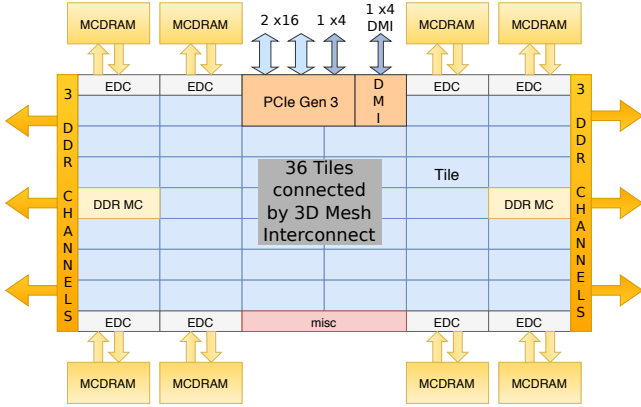 MCDRAM
MCDRAM
2 x16
1 x4
1 x4
DMI
MCDRAM
MCDRAM
EDC
EDC
PCIe Gen 3
D
M
I
EDC
EDC
3
D
D
R
C
H
A
N
N
E
L
S
3
D
D
R
C
H
A
N
N
E
L
S
36 Tiles
connected
by 3D Mesh
Interconnect
Tile
DDR MC
DDR MC
EDC
EDC
misc
EDC
EDC
MCDRAM
MCDRAM
MCDRAM
MCDRAM